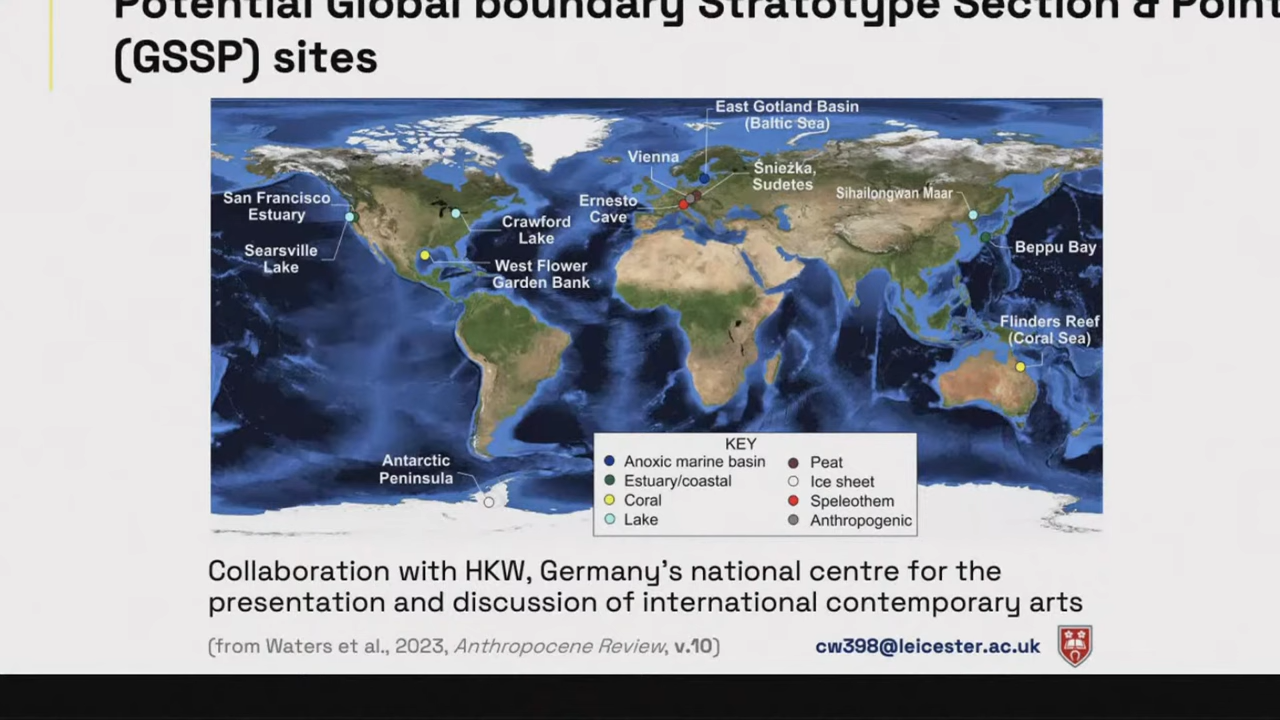 Potential Global boundary Stratotype Section & Point
(GSSP) sites
East Gotland Basin
(Baltic Sea)
Vienna
Śnieżka,
Sudetes
Sihailongwan Maar
San Francisco
Estuary
Ernesto
Cave
Crawford
Lake
Searsville
Lake
Beppu Bay
West Flower
Garden Bank
Flinders Reef
(Coral Sea)
Antarctic
Peninsula
KEY
Anoxic marine basin
Estuary/coastal
Coral
Lake
Peat
Ice sheet
Speleothem
Anthropogenic
Collaboration with HKW, Germany's national centre for the
presentation and discussion of international contemporary arts
(from Waters et al., 2023, Anthropocene Review, v.10)
cw398@leicester.ac.uk